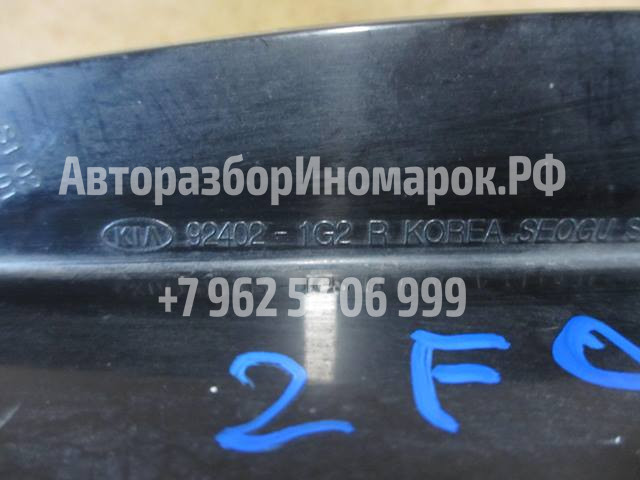 АвторазборИномарок.РФ
KIA 92402 - 1G2 R KOREA SEOGU S
+7 962 5 06 999
2 F